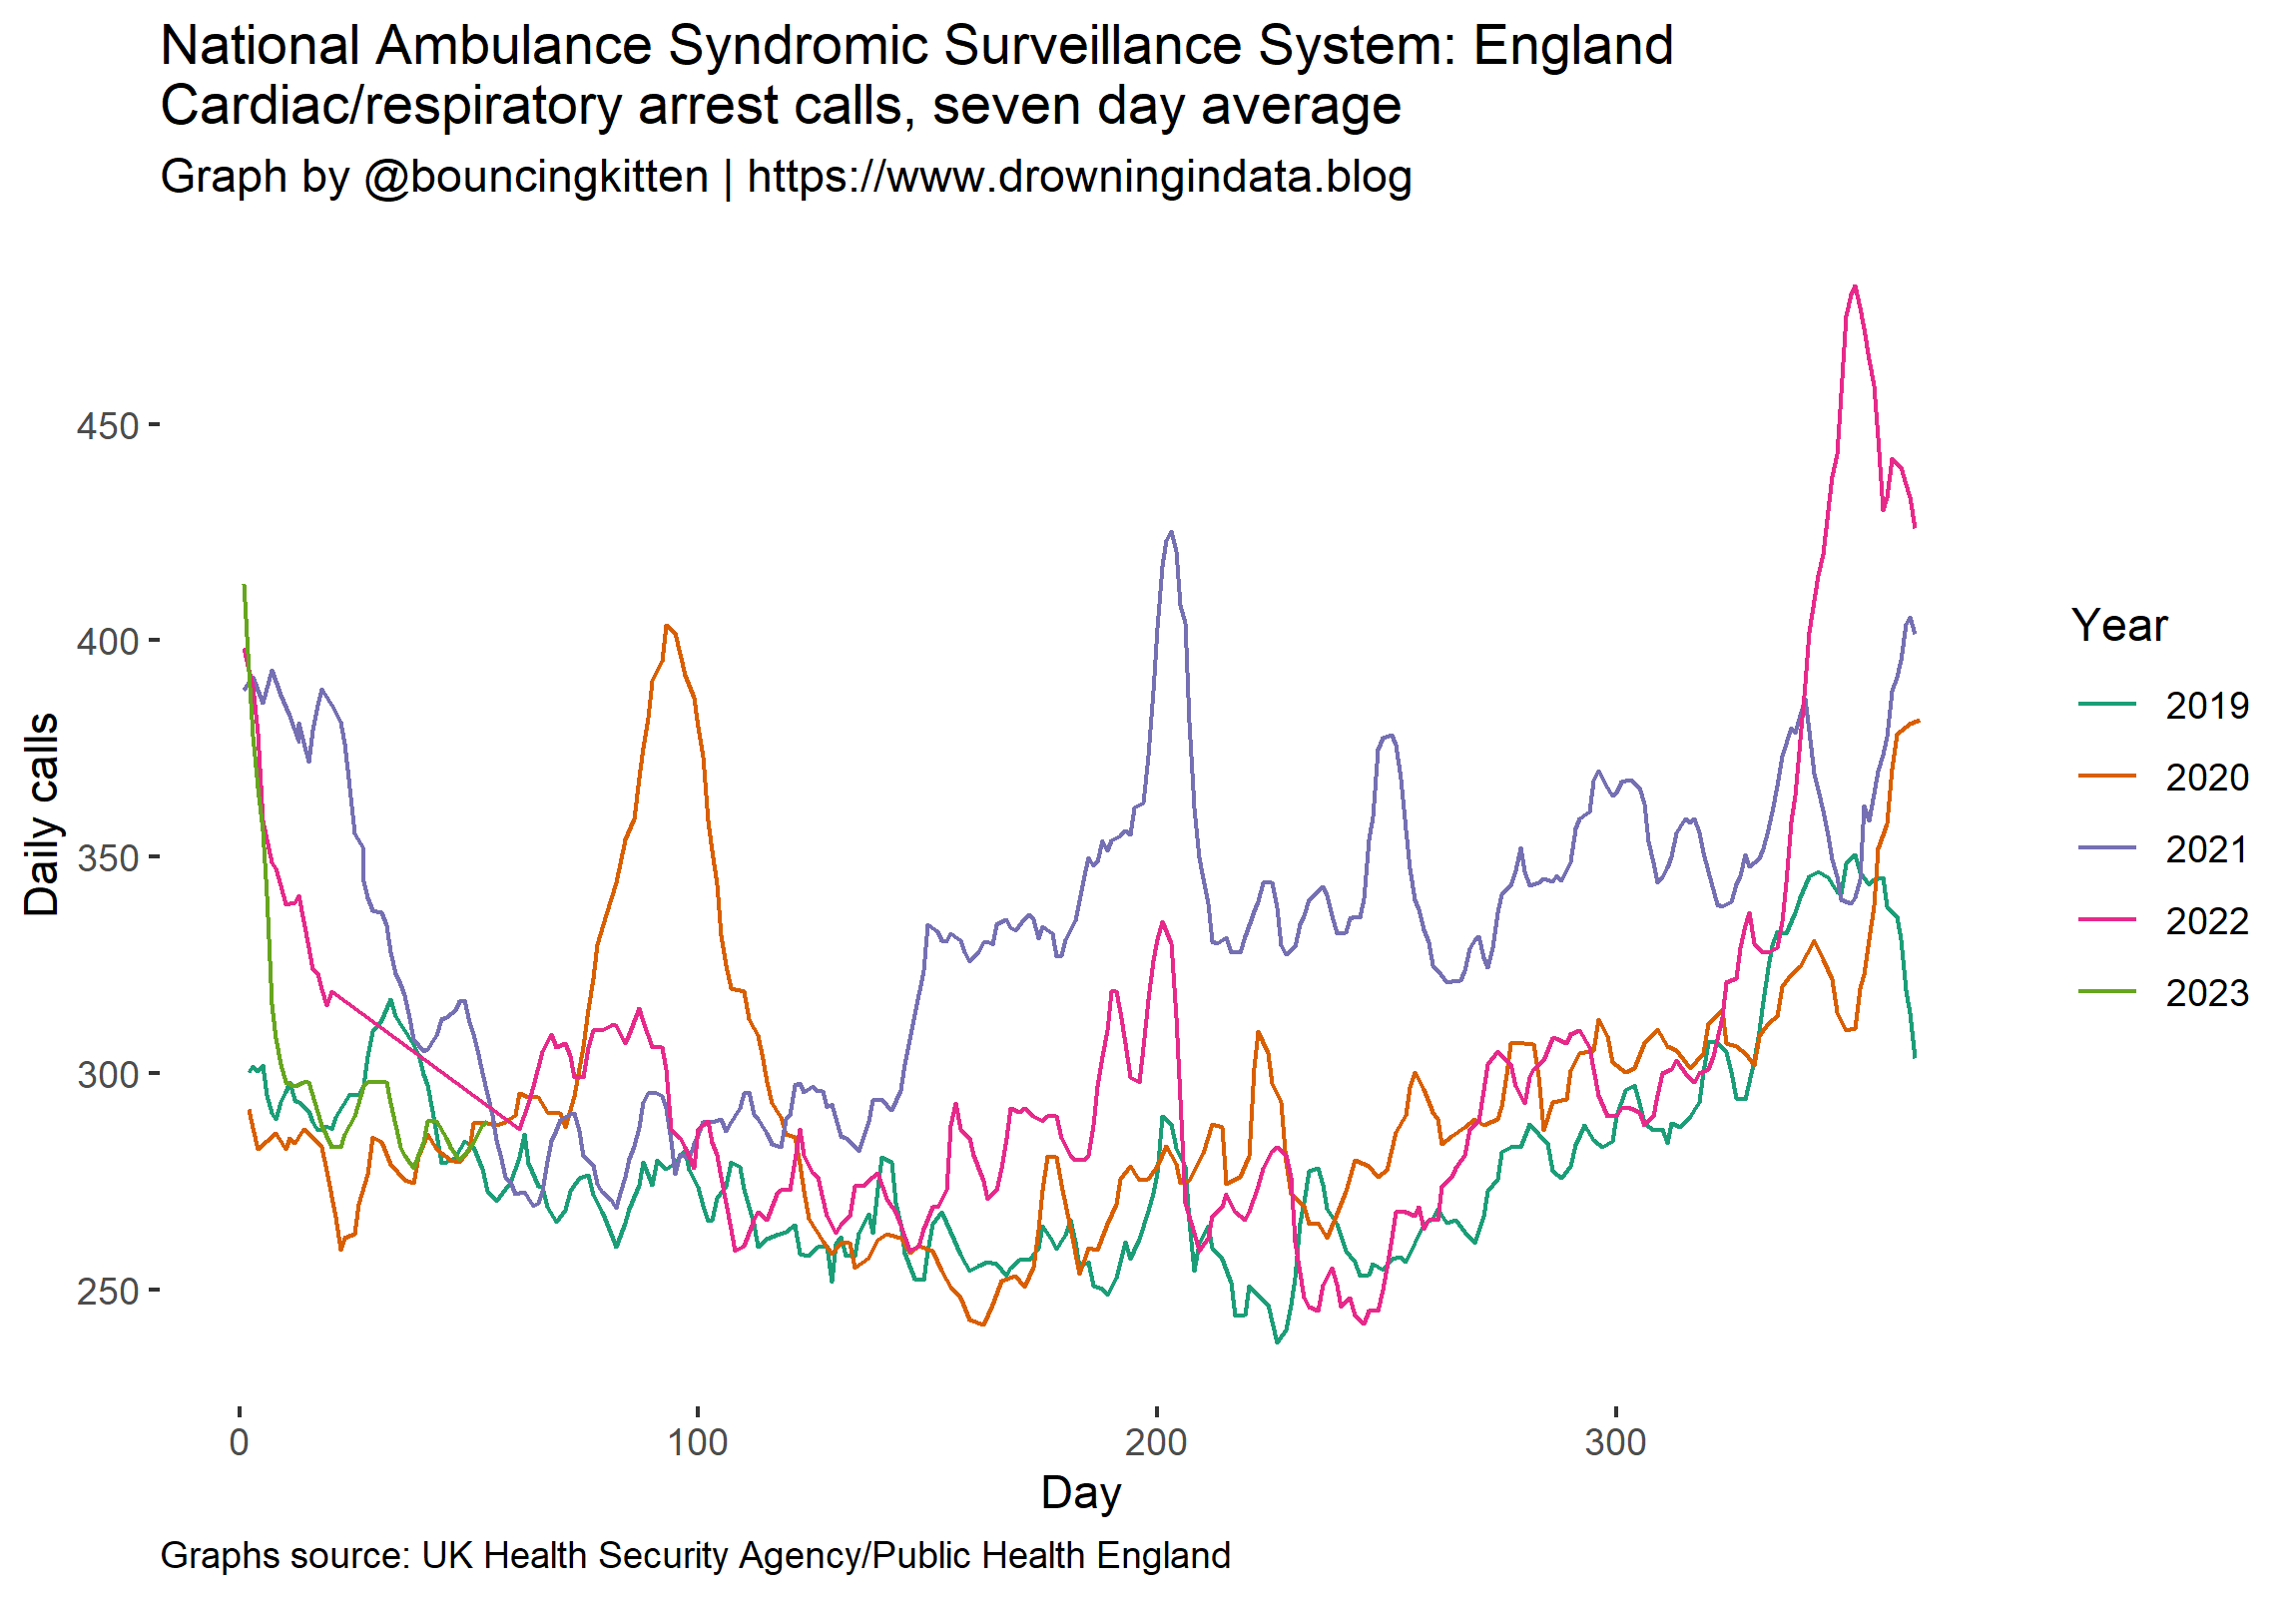 National Ambulance Syndromic Surveillance System: England
Cardiac/respiratory arrest calls, seven day average
Graph by @bouncingkitten | https://www.drowningindata.blog
450
400
350
300
250
Daily calls
0 100 200 300
Day
Year
2019
2020
2021
2022
2023
Graphs source: UK Health Security Agency/Public Health England